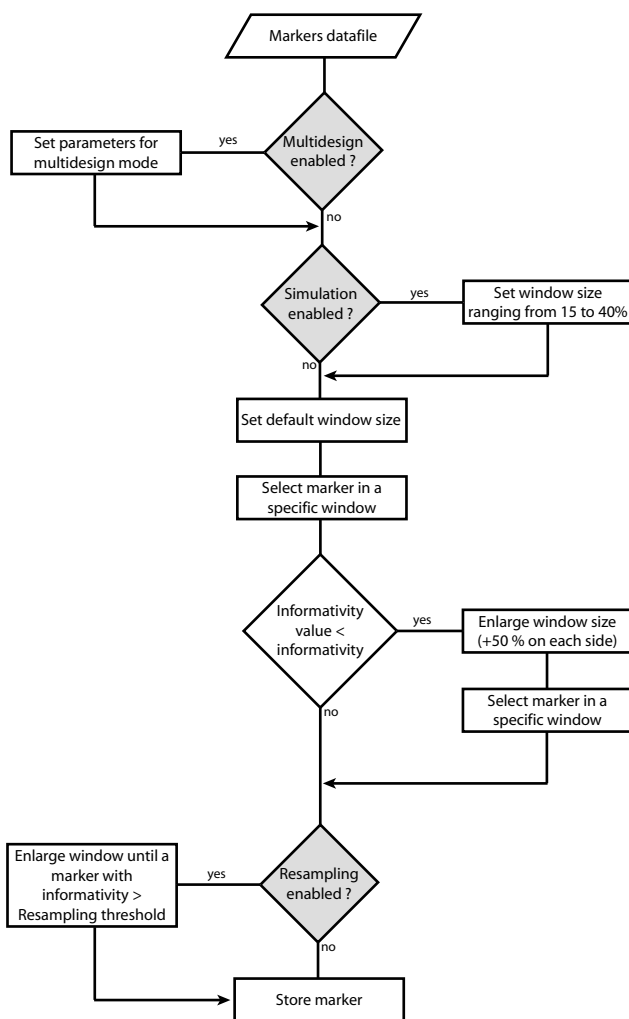 Markers datafile
Multidesign
enabled ?
yes
Set parameters for
multidesign mode
no
Simulation
enabled ?
yes
Set window size
ranging from 15 to 40%
no
Set default window size
Select marker in a
specific window
Informativity
value <
informativity
yes
Enlarge window size
(+50 % on each side)
Select marker in a
specific window
no
Resampling
enabled ?
yes
Enlarge window until a
marker with
informativity >
Resampling threshold
no
Store marker